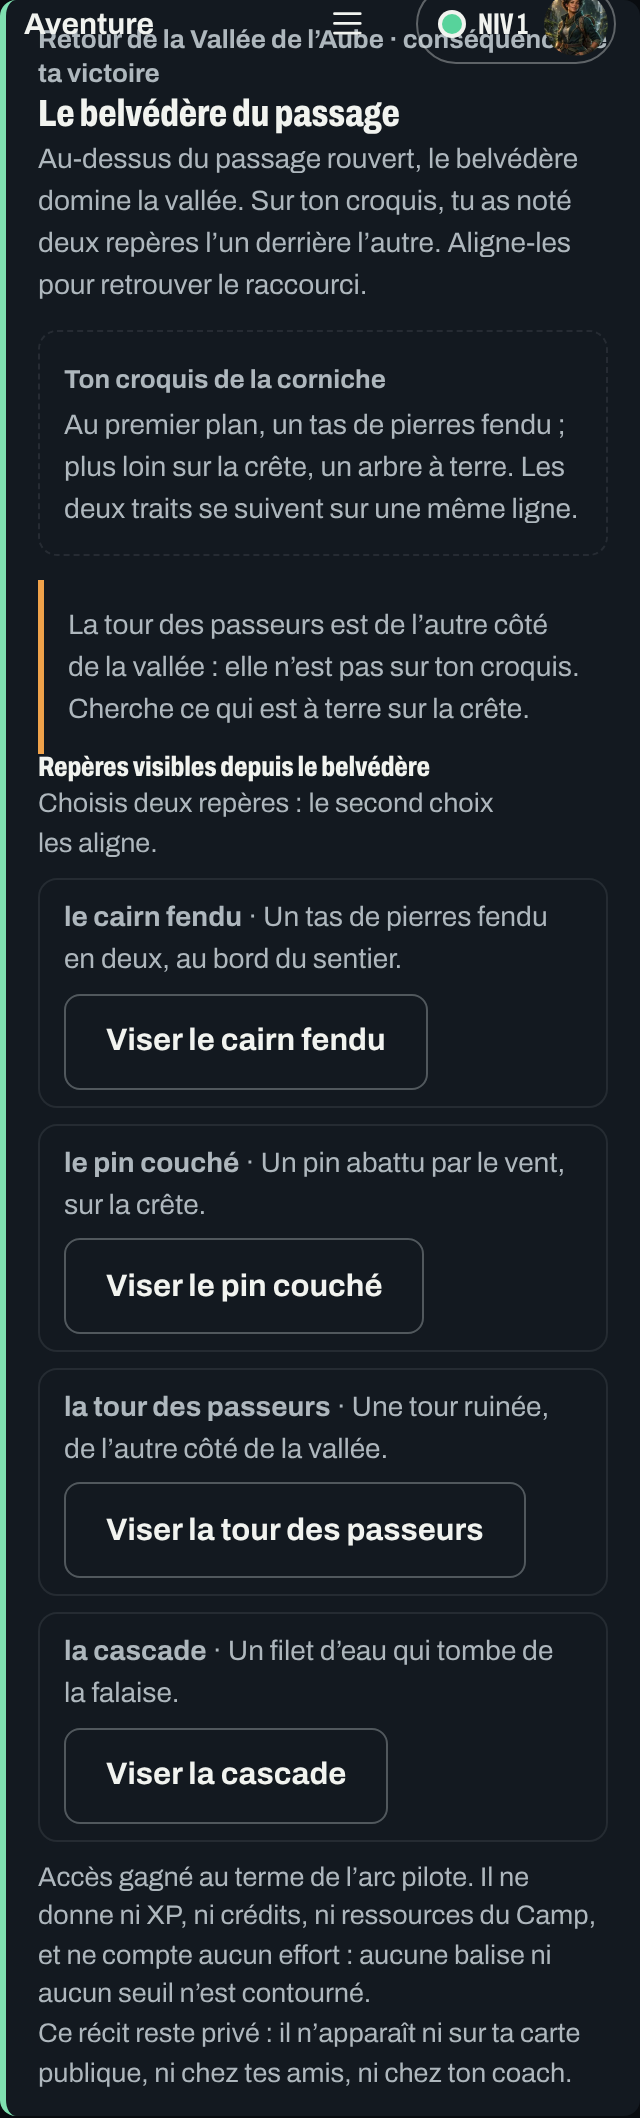 Aventure
NIV 1
Retour de la Vallée de l’Aube · conséquenc
ta victoire
Le belvédère du passage
Au-dessus du passage rouvert, le belvédère
domine la vallée. Sur ton croquis, tu as noté
deux repères l’un derrière l’autre. Aligne-les
pour retrouver le raccourci.
Ton croquis de la corniche
Au premier plan, un tas de pierres fendu ;
plus loin sur la crête, un arbre à terre. Les
deux traits se suivent sur une même ligne.
La tour des passeurs est de l’autre côté
de la vallée : elle n’est pas sur ton croquis.
Cherche ce qui est à terre sur la crête.
Repères visibles depuis le belvédère
Choisis deux repères : le second choix
les aligne.
le cairn fendu · Un tas de pierres fendu
en deux, au bord du sentier.
Viser le cairn fendu
le pin couché · Un pin abattu par le vent,
sur la crête.
Viser le pin couché
la tour des passeurs · Une tour ruinée,
de l’autre côté de la vallée.
Viser la tour des passeurs
la cascade · Un filet d’eau qui tombe de
la falaise.
Viser la cascade
Accès gagné au terme de l’arc pilote. Il ne
donne ni XP, ni crédits, ni ressources du Camp,
et ne compte aucun effort : aucune balise ni
aucun seuil n’est contourné.
Ce récit reste privé : il n’apparaît ni sur ta carte
publique, ni chez tes amis, ni chez ton coach.